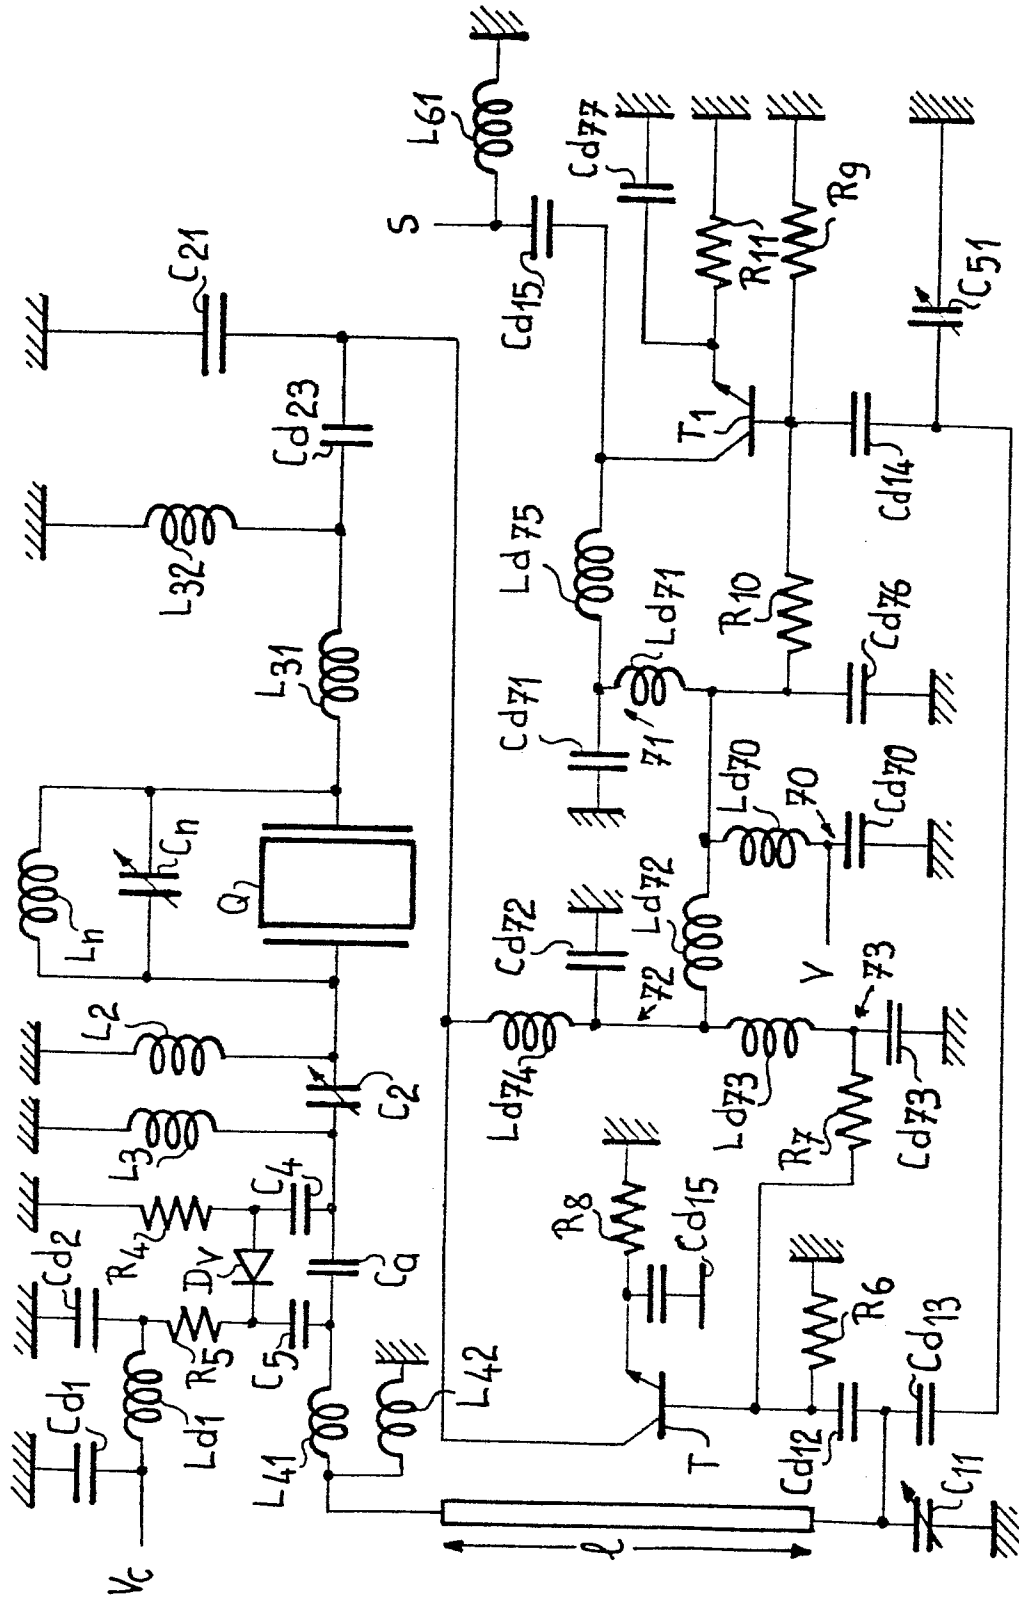 Vc
Cd1
Ld1
Cd2
R5
R4
Dv
C5
C4
Ca
L41
L42
L3
L2
C2
Ln
Cn
Q
L31
L32
Cd23
C21
S
L61
Cd15
Cd77
R11
R9
C51
T1
Cd14
Ld75
Ld71
71
Cd71
R10
Cd76
Ld70
70
Cd70
V
Ld72
Cd72
72
Ld74
Ld73
73
Cd73
R7
R8
Cd15
R6
T
Cd12
Cd13
C11
ℓ